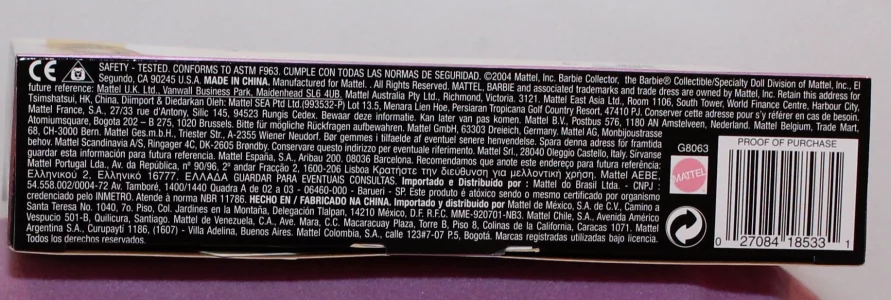 CE SAFETY - TESTED. CONFORMS TO ASTM F963. CUMPLE CON TODAS LAS NORMAS DE SEGURIDAD. ©2004 Mattel, Inc. Barbie Collector, the Barbie® Collectible/Specialty Doll Division of Mattel, Inc., El
Segundo, CA 90245 U.S.A. MADE IN CHINA. Manufactured for Mattel. . All Rights Reserved. MATTEL, BARBIE and associated trademarks and trade dress are owned by Mattel, Inc. Retain this address for
future reference: Mattel U.K. Ltd., Vanwall Business Park, Maidenhead SL6 4UB. Mattel Australia Pty Ltd., Richmond, Victoria. 3121. Mattel East Asia Ltd., Room 1106, South Tower, World Finance Centre, Harbour City,
Tsimshatsui, HK, China. Diimport & Diedarkan Oleh: Mattel SEA Ptd Ltd.(993532-P) Lot 13.5, Menara Lien Hoe, Persiaran Tropicana Golf Country Resort, 47410 PJ. Conserver cette adresse pour s'y référer en cas de besoin.
Mattel France, S.A., 27/33 rue d'Antony, Silic 145, 94523 Rungis Cedex. Bewaar deze informatie. Kan later van pas komen. Mattel B.V., Postbus 576, 1180 AN Amstelveen, Nederland. Mattel Belgium, Trade Mart,
Atomiumsquare, Bogota 202 - B 275, 1020 Brussels. Bitte für mögliche Rückfragen aufbewahren. Mattel GmbH, 63303 Dreieich, Germany. Mattel AG, Monbijoustrasse
68, CH-3000 Bern. Mattel Ges.m.b.H., Triester Str., A-2355 Wiener Neudorf. Bør gemmes i tilfælde af eventuel senere henvendelse. Spara denna adress för framtida
behov. Mattel Scandinavia A/S, Ringager 4C, DK-2605 Brøndby. Conservare questo indirizzo per eventuale riferimento. Mattel Srl., 28040 Oleggio Castello, Italy. Sirvanse
guardar esta información para futura referencia. Mattel España, S.A., Aribau 200. 08036 Barcelona. Recomendamos que anote este endereço para futura referência:
Mattel Portugal Lda., Av. da República, nº 90/96, 2º andar Fracção 2, 1600-206 Lisboa Κρατήστε την διεύθυνση για μελλοντική χρήση. Mattel AEBE,
Ελληνικού 2, Ελληνικό 16777. ΕΛΛΑΔΑ GUARDAR PARA EVENTUAIS CONSULTAS. Importado e Distribuido por : Mattel do Brasil Ltda. - CNPJ :
54.558.002/0004-72 Av. Tamboré, 1400/1440 Quadra A de 02 a 03 - 06460-000 - Barueri - SP. Este produto é atóxico sendo o mesmo certificado por organismo
credenciado pelo INMETRO. Atende à norma NBR 11786. HECHO EN / FABRICADO NA CHINA. Importado y distribuido por Mattel de México, S.A. de C.V., Camino a
Santa Teresa No. 1040, 7o. Piso, Col. Jardines en la Montaña, Delegación Tlalpan, 14210 México, D.F. R.F.C. MME-920701-NB3. Mattel Chile, S.A., Avenida Américo
Vespucio 501-B, Quilicura, Santiago. Mattel de Venezuela, C.A., Ave. Mara, C.C. Macaracuay Plaza, Torre B, Piso 8, Colinas de la California, Caracas 1071. Mattel
Argentina S.A., Curupaytí 1186, (1607) - Villa Adelina, Buenos Aires. Mattel Colombia, S.A., calle 123#7-07 P.5, Bogotá. Marcas registradas utilizadas bajo licencia.
Todos los derechos reservados.
G8063
MATTEL
PROOF OF PURCHASE
0 27084 18533 1